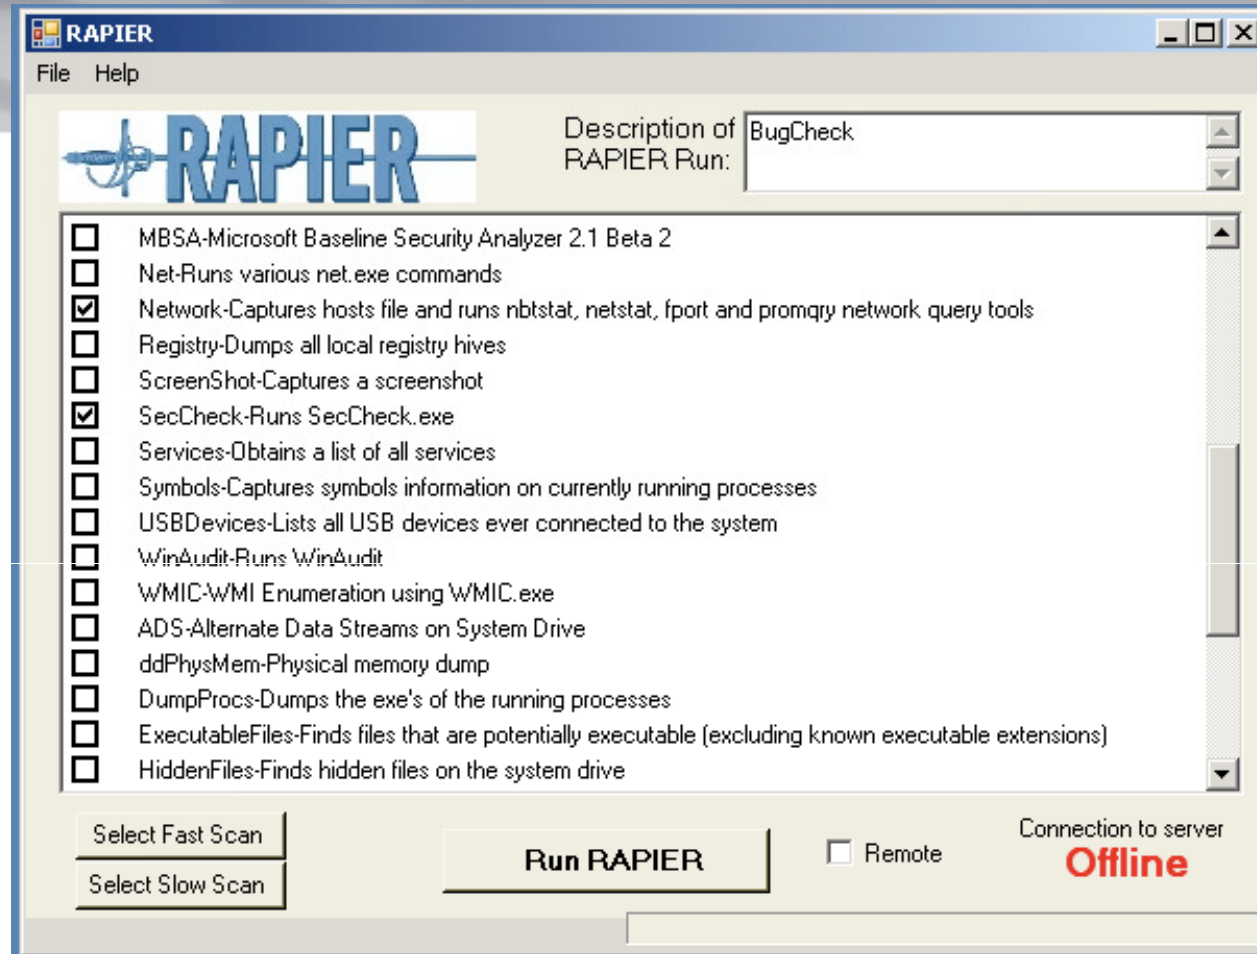 RAPIER
File Help
RAPIER
Description of
RAPIER Run:
BugCheck
MBSA-Microsoft Baseline Security Analyzer 2.1 Beta 2
Net-Runs various net.exe commands
Network-Captures hosts file and runs nbtstat, netstat, fport and promqry network query tools
Registry-Dumps all local registry hives
ScreenShot-Captures a screenshot
SecCheck-Runs SecCheck.exe
Services-Obtains a list of all services
Symbols-Captures symbols information on currently running processes
USBDevices-Lists all USB devices ever connected to the system
WinAudit-Runs WinAudit
WMIC-WMI Enumeration using WMIC.exe
ADS-Alternate Data Streams on System Drive
ddPhysMem-Physical memory dump
DumpProcs-Dumps the exe's of the running processes
ExecutableFiles-Finds files that are potentially executable (excluding known executable extensions)
HiddenFiles-Finds hidden files on the system drive
Select Fast Scan
Select Slow Scan
Run RAPIER
Remote
Connection to server
Offline